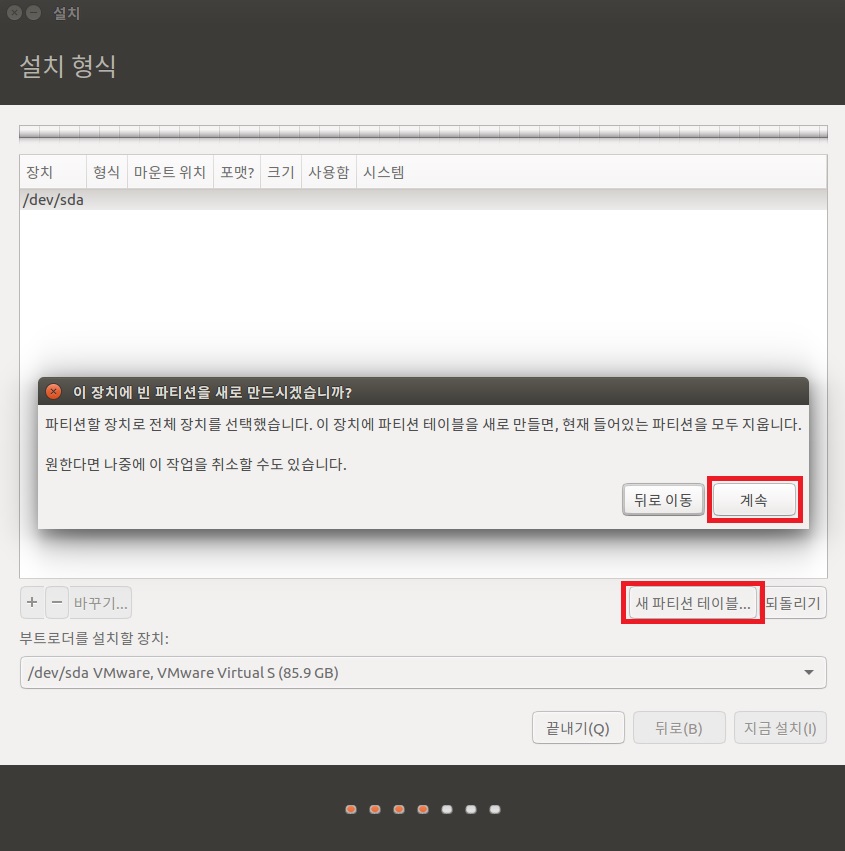 설치
설치 형식
장치 형식 마운트 위치 포맷? 크기 사용함 시스템
/dev/sda
이 장치에 빈 파티션을 새로 만드시겠습니까?
파티션할 장치로 전체 장치를 선택했습니다. 이 장치에 파티션 테이블을 새로 만들면, 현재 들어있는 파티션을 모두 지웁니다.
원한다면 나중에 이 작업을 취소할 수도 있습니다.
뒤로 이동 계속
+ − 바꾸기... 새 파티션 테이블... 되돌리기
부트로더를 설치할 장치:
/dev/sda VMware, VMware Virtual S (85.9 GB)
끝내기(Q) 뒤로(B) 지금 설치(I)